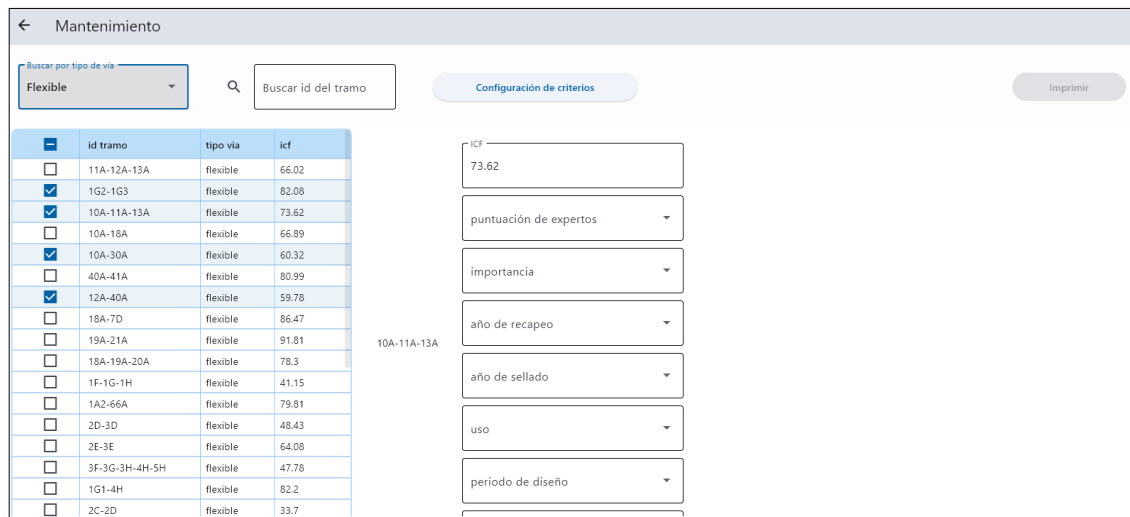 Mantenimiento
Buscar por tipo de vía
Flexible
Buscar id del tramo
Configuración de criterios
Imprimir
id tramo tipo via icf
11A-12A-13A flexible 66.02
1G2-1G3 flexible 82.08
10A-11A-13A flexible 73.62
10A-18A flexible 66.89
10A-30A flexible 60.32
40A-41A flexible 80.99
12A-40A flexible 59.78
18A-7D flexible 86.47
19A-21A flexible 91.81
18A-19A-20A flexible 78.3
1F-1G-1H flexible 41.15
1A2-66A flexible 79.81
2D-3D flexible 48.43
2E-3E flexible 64.08
3F-3G-3H-4H-5H flexible 47.78
1G1-4H flexible 82.2
2C-2D flexible 33.7
10A-11A-13A
ICF
73.62
puntuación de expertos
importancia
año de recapeo
año de sellado
uso
periodo de diseño